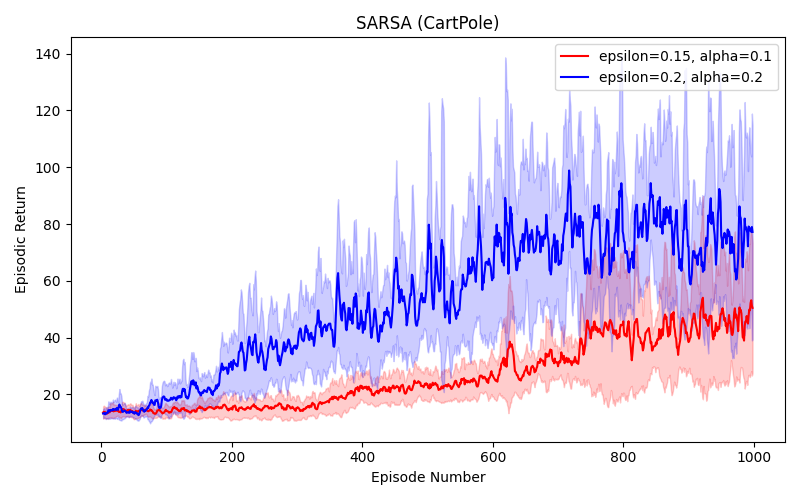 SARSA (CartPole)
epsilon=0.15, alpha=0.1
epsilon=0.2, alpha=0.2
Episodic Return
140
120
100
80
60
40
20
0
200
400
600
800
1000
Episode Number